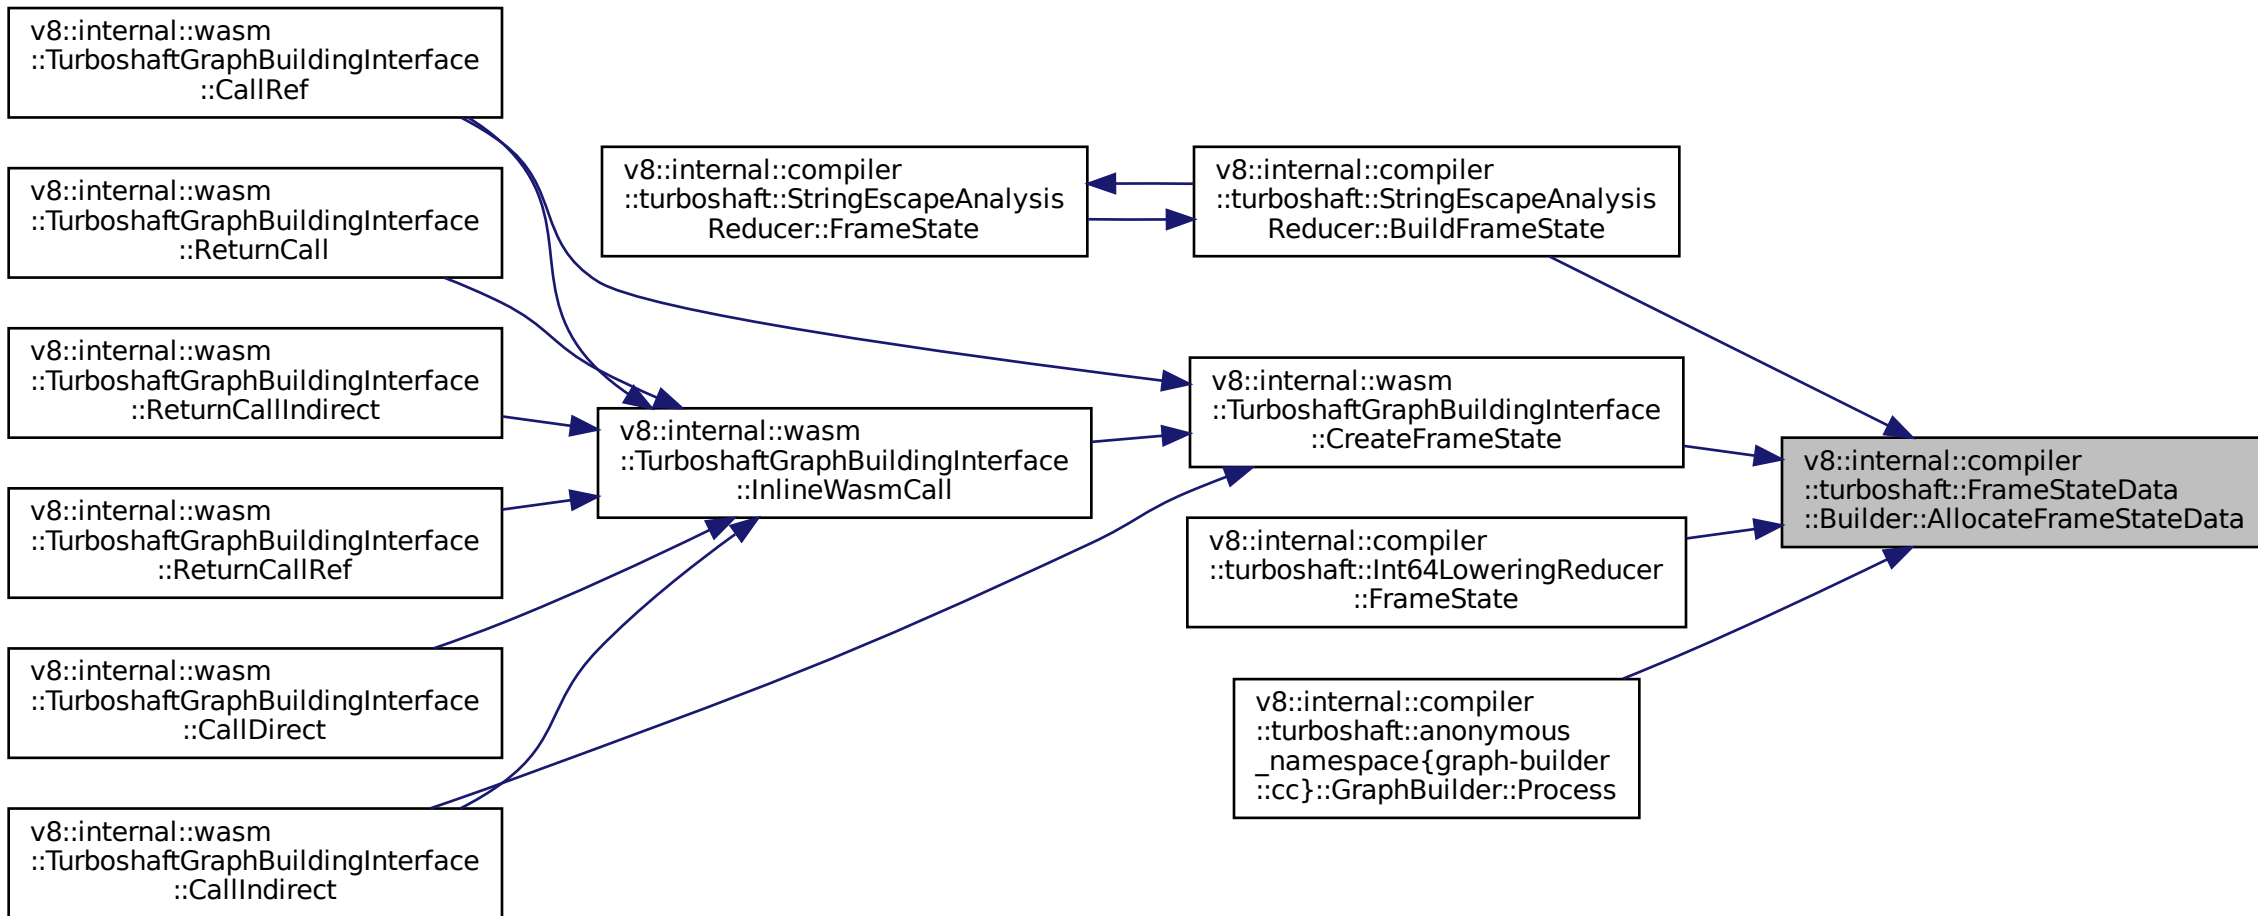 v8::internal::wasm
::TurboshaftGraphBuildingInterface
::CallRef
v8::internal::wasm
::TurboshaftGraphBuildingInterface
::ReturnCall
v8::internal::wasm
::TurboshaftGraphBuildingInterface
::ReturnCallIndirect
v8::internal::wasm
::TurboshaftGraphBuildingInterface
::ReturnCallRef
v8::internal::wasm
::TurboshaftGraphBuildingInterface
::CallDirect
v8::internal::wasm
::TurboshaftGraphBuildingInterface
::CallIndirect
v8::internal::compiler
::turboshaft::StringEscapeAnalysis
Reducer::FrameState
v8::internal::wasm
::TurboshaftGraphBuildingInterface
::InlineWasmCall
v8::internal::compiler
::turboshaft::StringEscapeAnalysis
Reducer::BuildFrameState
v8::internal::wasm
::TurboshaftGraphBuildingInterface
::CreateFrameState
v8::internal::compiler
::turboshaft::Int64LoweringReducer
::FrameState
v8::internal::compiler
::turboshaft::anonymous
_namespace{graph-builder
::cc}::GraphBuilder::Process
v8::internal::compiler
::turboshaft::FrameStateData
::Builder::AllocateFrameStateData